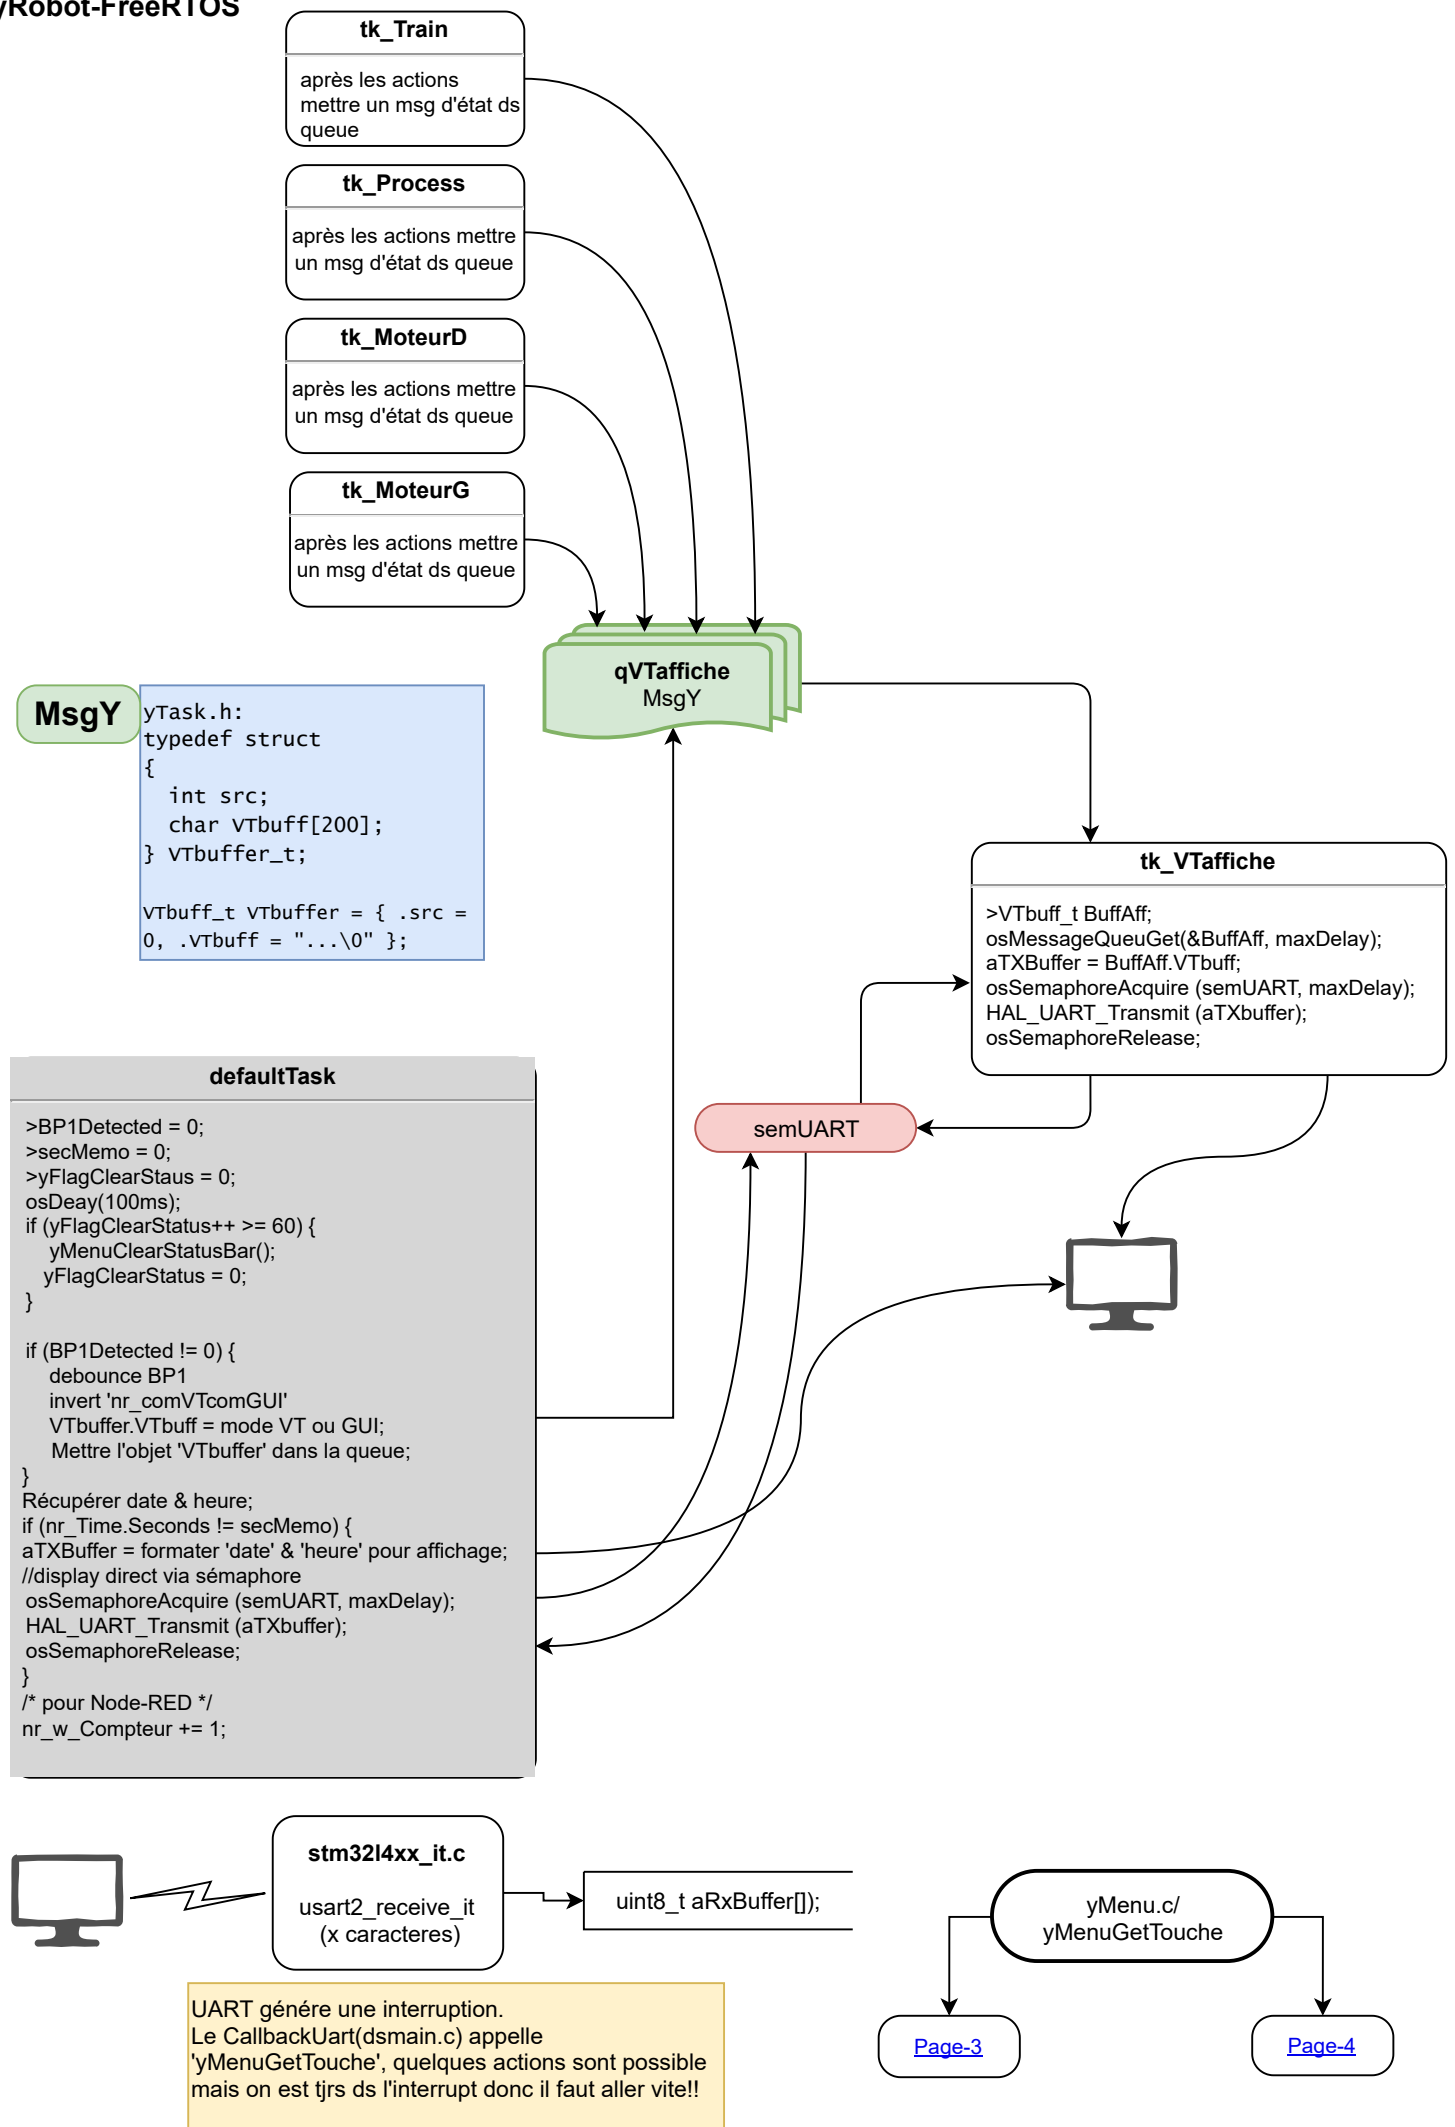 yRobot-FreeRTOS
tk_Train
après les actions
mettre un msg d'état ds
queue
tk_Process
après les actions mettre
un msg d'état ds queue
tk_MoteurD
après les actions mettre
un msg d'état ds queue
tk_MoteurG
après les actions mettre
un msg d'état ds queue
qVTaffiche
MsgY
MsgY
yTask.h:
typedef struct
{
int src;
char VTbuff[200];
} VTbuffer_t;
VTbuff_t VTbuffer = { .src =
0, .VTbuff = "...\0" };
tk_VTaffiche
>VTbuff_t BuffAff;
osMessageQueuGet(&BuffAff, maxDelay);
aTXBuffer = BuffAff.VTbuff;
osSemaphoreAcquire (semUART, maxDelay);
HAL_UART_Transmit (aTXbuffer);
osSemaphoreRelease;
semUART
defaultTask
>BP1Detected = 0;
>secMemo = 0;
>yFlagClearStaus = 0;
osDeay(100ms);
if (yFlagClearStatus++ >= 60) {
yMenuClearStatusBar();
yFlagClearStatus = 0;
}
if (BP1Detected != 0) {
debounce BP1
invert 'nr_comVTcomGUI'
VTbuffer.VTbuff = mode VT ou GUI;
Mettre l'objet 'VTbuffer' dans la queue;
}
Récupérer date & heure;
if (nr_Time.Seconds != secMemo) {
aTXBuffer = formater 'date' & 'heure' pour affichage;
//display direct via sémaphore
osSemaphoreAcquire (semUART, maxDelay);
HAL_UART_Transmit (aTXbuffer);
osSemaphoreRelease;
}
/* pour Node-RED */
nr_w_Compteur += 1;
stm32l4xx_it.c
usart2_receive_it
(x caracteres)
uint8_t aRxBuffer[]);
yMenu.c/
yMenuGetTouche
Page-3
Page-4
UART génére une interruption.
Le CallbackUart(dsmain.c) appelle
'yMenuGetTouche', quelques actions sont possible
mais on est tjrs ds l'interrupt donc il faut aller vite!!